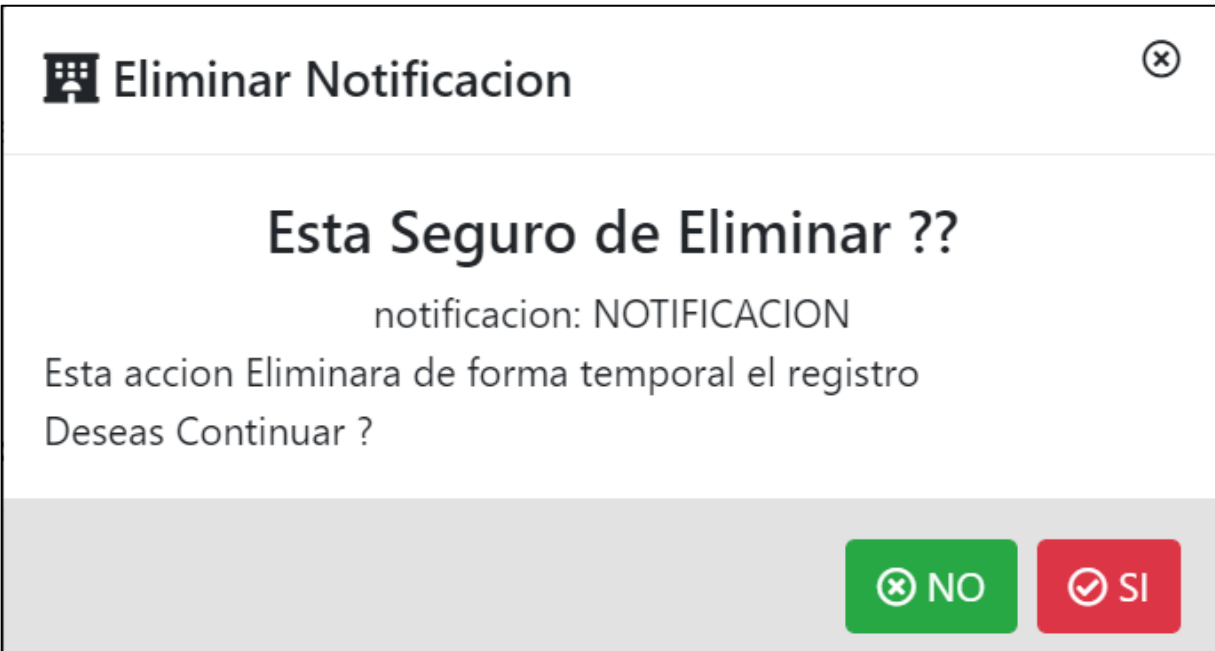 Eliminar Notificacion
Esta Seguro de Eliminar ??
notificacion: NOTIFICACION
Esta accion Eliminara de forma temporal el registro
Deseas Continuar ?
NO SI